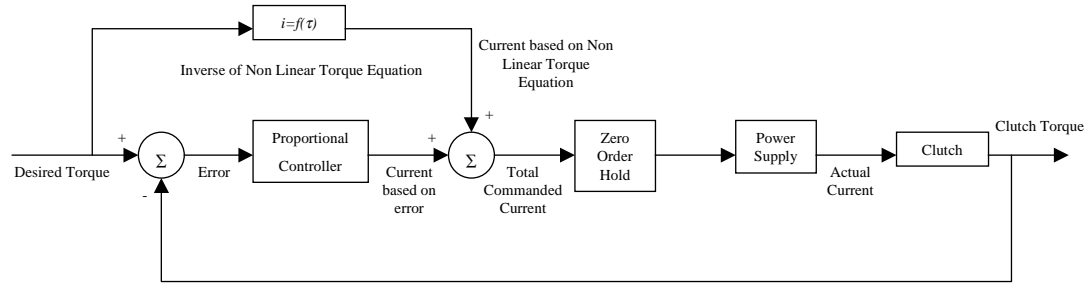 i=f(τ)
Inverse of Non Linear Torque Equation
Current based on Non
Linear Torque
Equation
+
+
+
-
Desired Torque
Σ
Error
Proportional
Controller
Current
based on
error
Σ
Total
Commanded
Current
Zero
Order
Hold
Power
Supply
Actual
Current
Clutch
Clutch Torque